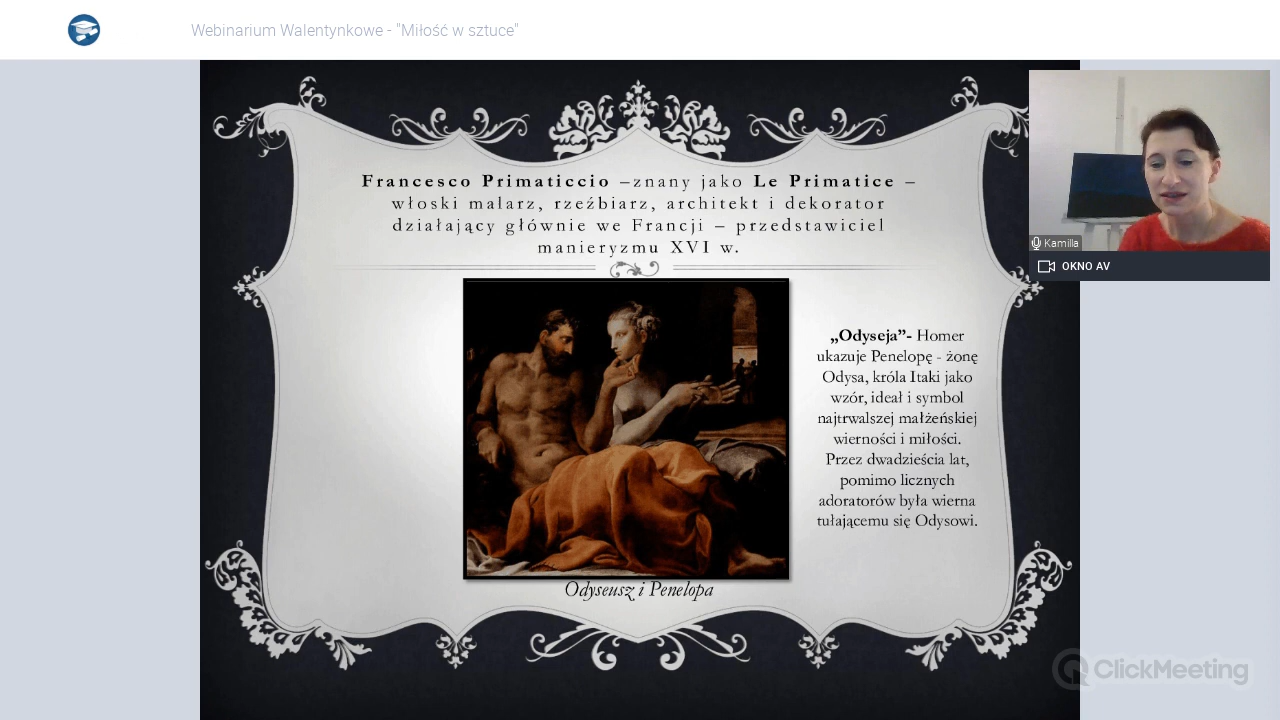 Webinarium Walentynkowe - "Miłość w sztuce"
Francesco Primaticcio –znany jako Le Primatice –
włoski malarz, rzeźbiarz, architekt i dekorator
działający głównie we Francji – przedstawiciel
manieryzmu XVI w.
Kamilla
OKNO AV
„Odyseja”- Homer
ukazuje Penelopę - żonę
Odysa, króla Itaki jako
wzór, ideał i symbol
najtrwalszej małżeńskiej
wierności i miłości.
Przez dwadzieścia lat,
pomimo licznych
adoratorów była wierna
tułającemu się Odysowi.
Odyseusz i Penelopa
ClickMeeting